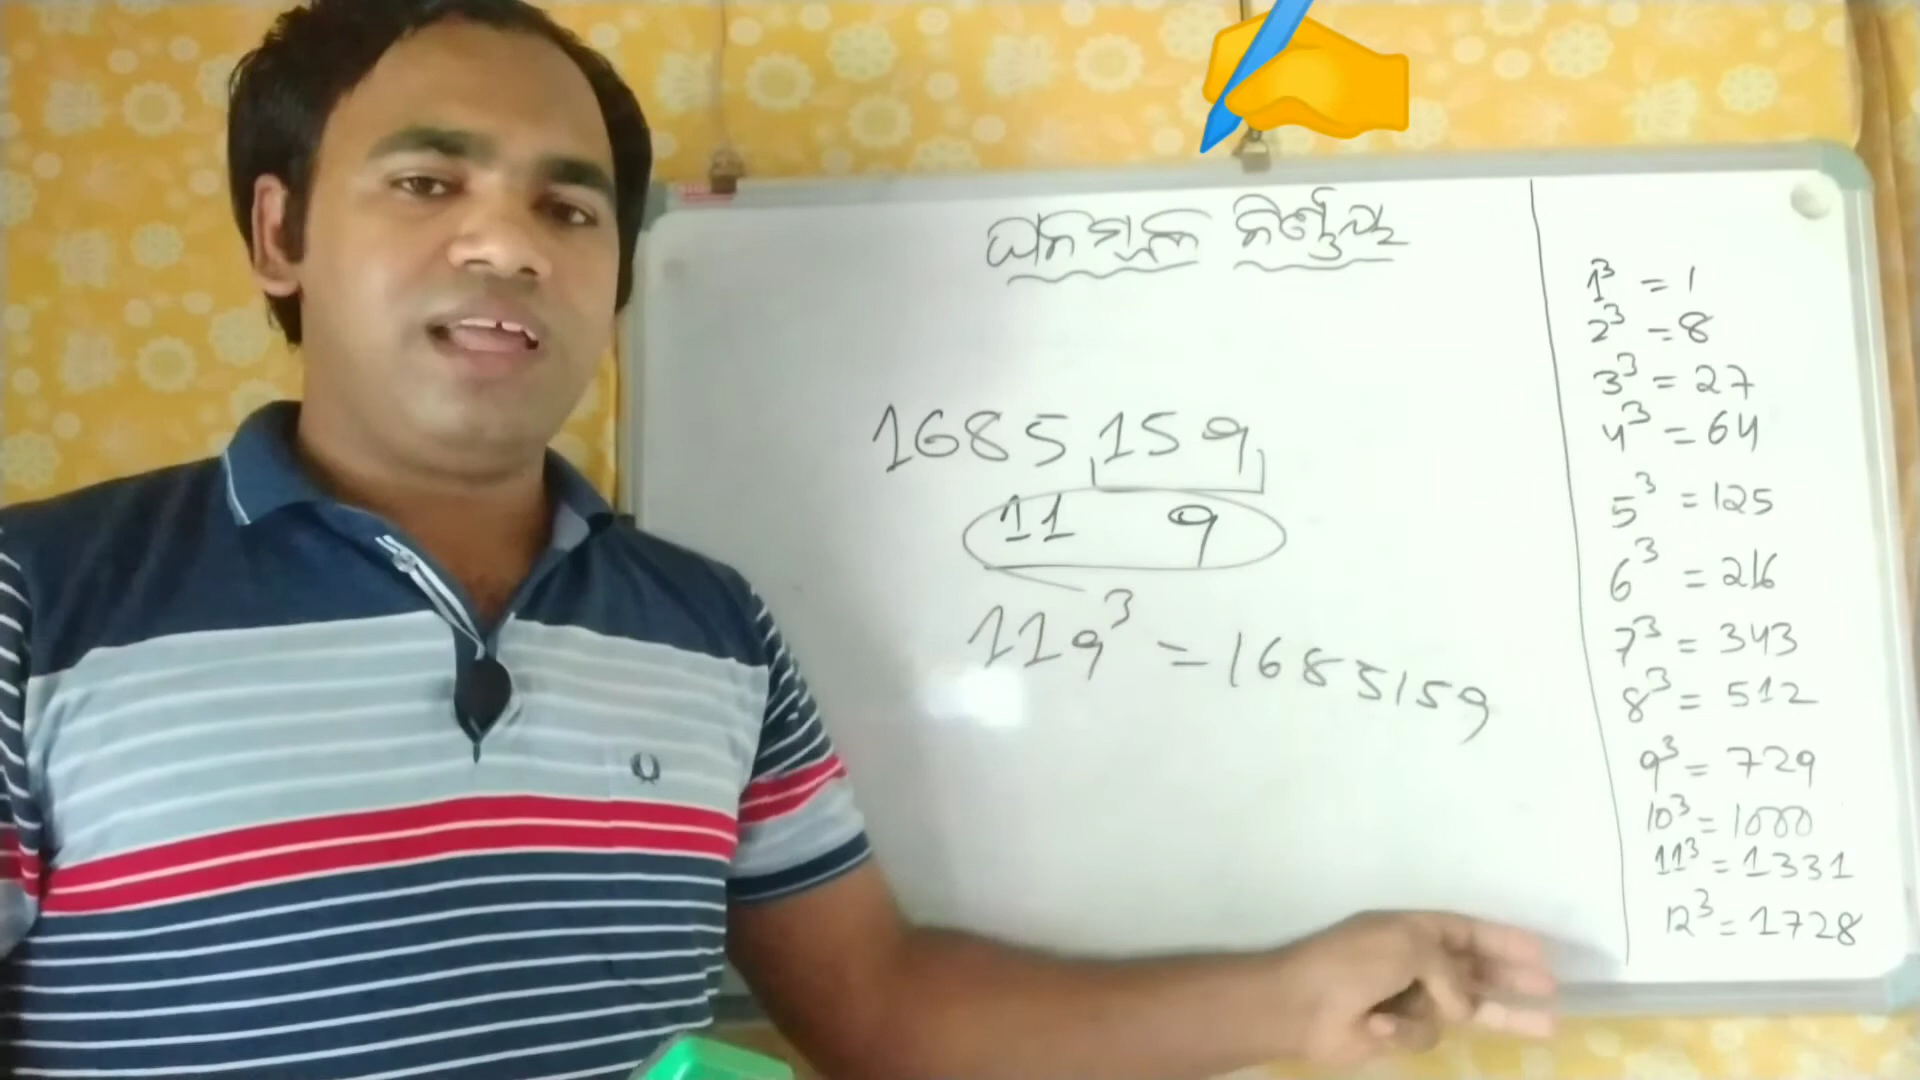 ଘନମୂଳ ନିର୍ଣ୍ଣୟ
1685159
11 9
119³ = 1685159
1³ = 1
2³ = 8
3³ = 27
4³ = 64
5³ = 125
6³ = 216
7³ = 343
8³ = 512
9³ = 729
10³ = 1000
11³ = 1331
12³ = 1728